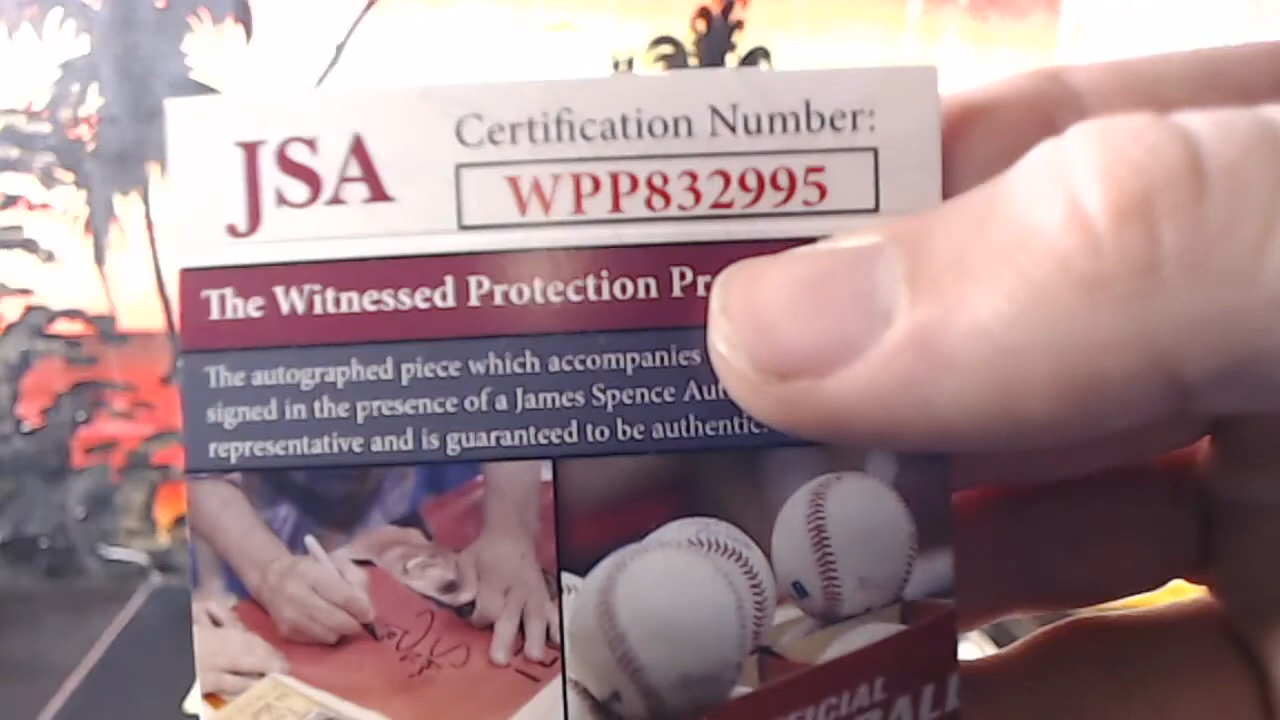 JSA
Certification Number:
WPP832995
The Witnessed Protection Pr
The autographed piece which accompanies
signed in the presence of a James Spence Aut
representative and is guaranteed to be authentic.